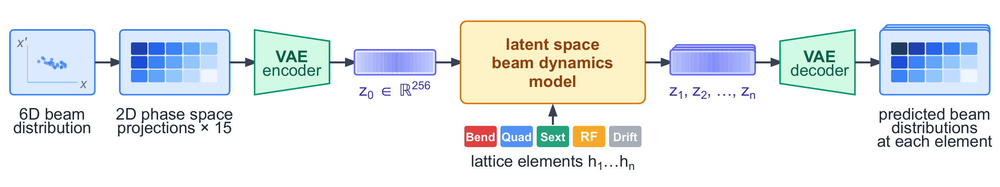 x'
x
6D beam
distribution
2D phase space
projections × 15
VAE
encoder
z₀ ∈ ℝ²⁵⁶
latent space
beam dynamics
model
Bend Quad Sext RF Drift
lattice elements h₁…hₙ
z₁, z₂, …, zₙ
VAE
decoder
predicted beam
distributions
at each element